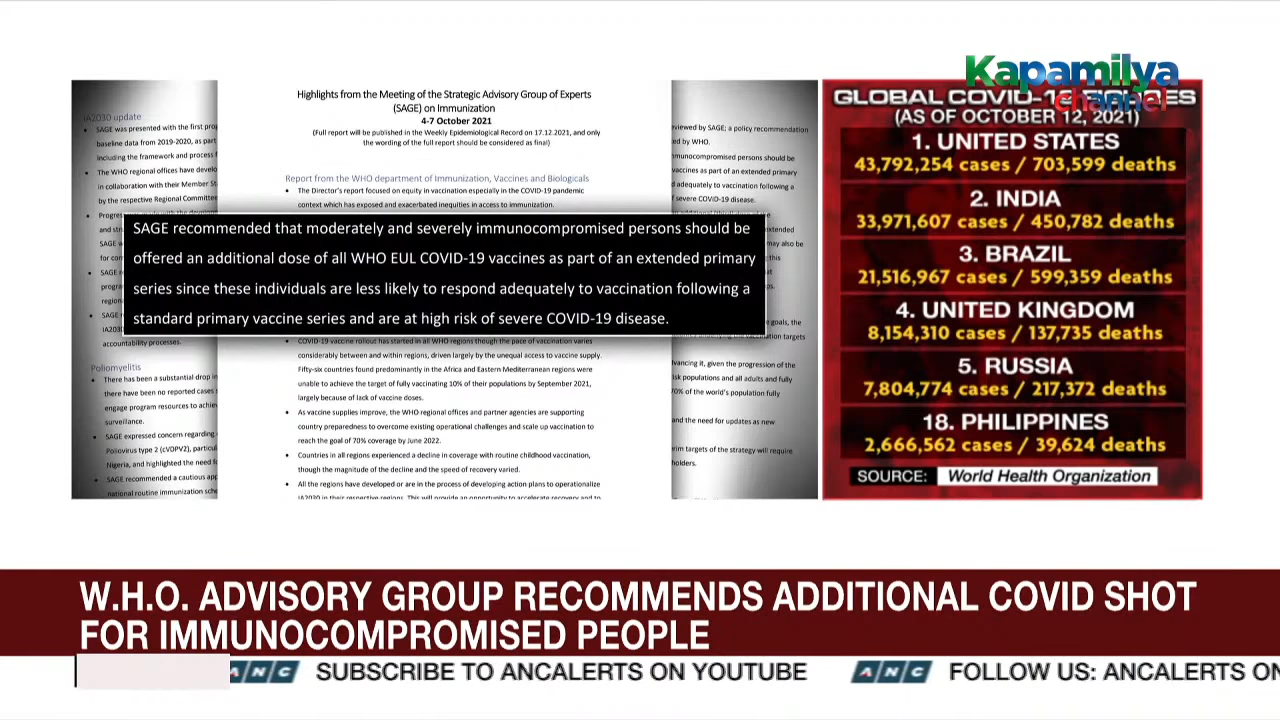 Kapamilya
channel
IA2030 update
SAGE was presented with the first prog
baseline data from 2019-2020, as part
including the framework and process f
The WHO regional offices have develo
in collaboration with their Member St
by the respective Regional Committee
accountability processes.
Poliomyelitis
There has been a substantial drop in
there have been no reported cases
engage program resources to achiev
surveillance.
SAGE expressed concern regarding
Poliovirus type 2 (cVDPV2), particul
Nigeria, and highlighted the need f
SAGE recommended a cautious app
national routine immunization sche
Highlights from the Meeting of the Strategic Advisory Group of Experts
(SAGE) on Immunization
4-7 October 2021
(Full report will be published in the Weekly Epidemiological Record on 17.12.2021, and only
the wording of the full report should be considered as final)
Report from the WHO department of Immunization, Vaccines and Biologicals
• The Director's report focused on equity in vaccination especially in the COVID-19 pandemic
context which has exposed and exacerbated inequities in access to immunization.
SAGE recommended that moderately and severely immunocompromised persons should be
offered an additional dose of all WHO EUL COVID-19 vaccines as part of an extended primary
series since these individuals are less likely to respond adequately to vaccination following a
standard primary vaccine series and are at high risk of severe COVID-19 disease.
• COVID-19 vaccine rollout has started in all WHO regions though the pace of vaccination varies
considerably between and within regions, driven largely by the unequal access to vaccine supply.
Fifty-six countries found predominantly in the Africa and Eastern Mediterranean regions were
unable to achieve the target of fully vaccinating 10% of their populations by September 2021,
largely because of lack of vaccine doses.
• As vaccine supplies improve, the WHO regional offices and partner agencies are supporting
country preparedness to overcome existing operational challenges and scale up vaccination to
reach the goal of 70% coverage by June 2022.
• Countries in all regions experienced a decline in coverage with routine childhood vaccination,
though the magnitude of the decline and the speed of recovery varied.
• All the regions have developed or are in the process of developing action plans to operationalize
IA2030 in their respective regions. This will provide an opportunity to accelerate recovery and to
viewed by SAGE; a policy recommendation
ed by WHO.
munocompromised persons should be
vaccines as part of an extended primary
adequately to vaccination following a
f severe COVID-19 disease.
extended
may also be
this
goals, the
vaccination targets
dvancing it, given the progression of the
isk populations and all adults and fully
70% of the world's population fully
and the need for updates as new
erim targets of the strategy will require
holders.
GLOBAL COVID-19
(AS OF OCTOBER 12, 2021)
1. UNITED STATES
43,792,254 cases / 703,599 deaths
2. INDIA
33,971,607 cases / 450,782 deaths
3. BRAZIL
21,516,967 cases / 599,359 deaths
4. UNITED KINGDOM
8,154,310 cases / 137,735 deaths
5. RUSSIA
7,804,774 cases / 217,372 deaths
18. PHILIPPINES
2,666,562 cases / 39,624 deaths
SOURCE: World Health Organization
W.H.O. ADVISORY GROUP RECOMMENDS ADDITIONAL COVID SHOT
FOR IMMUNOCOMPROMISED PEOPLE
ANC SUBSCRIBE TO ANCALERTS ON YOUTUBE ANC FOLLOW US: ANCALERTS ON